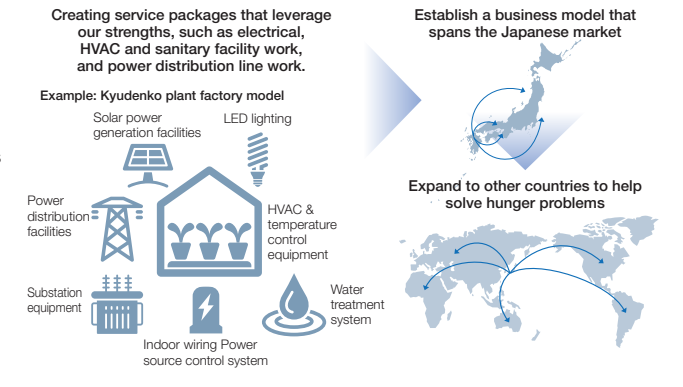 Creating service packages that leverage
our strengths, such as electrical,
HVAC and sanitary facility work,
and power distribution line work.
Example: Kyudenko plant factory model
Solar power
generation facilities
LED lighting
Power
distribution
facilities
HVAC &
temperature
control
equipment
Substation
equipment
Indoor wiring Power
source control system
Water
treatment
system
Establish a business model that
spans the Japanese market
Expand to other countries to help
solve hunger problems